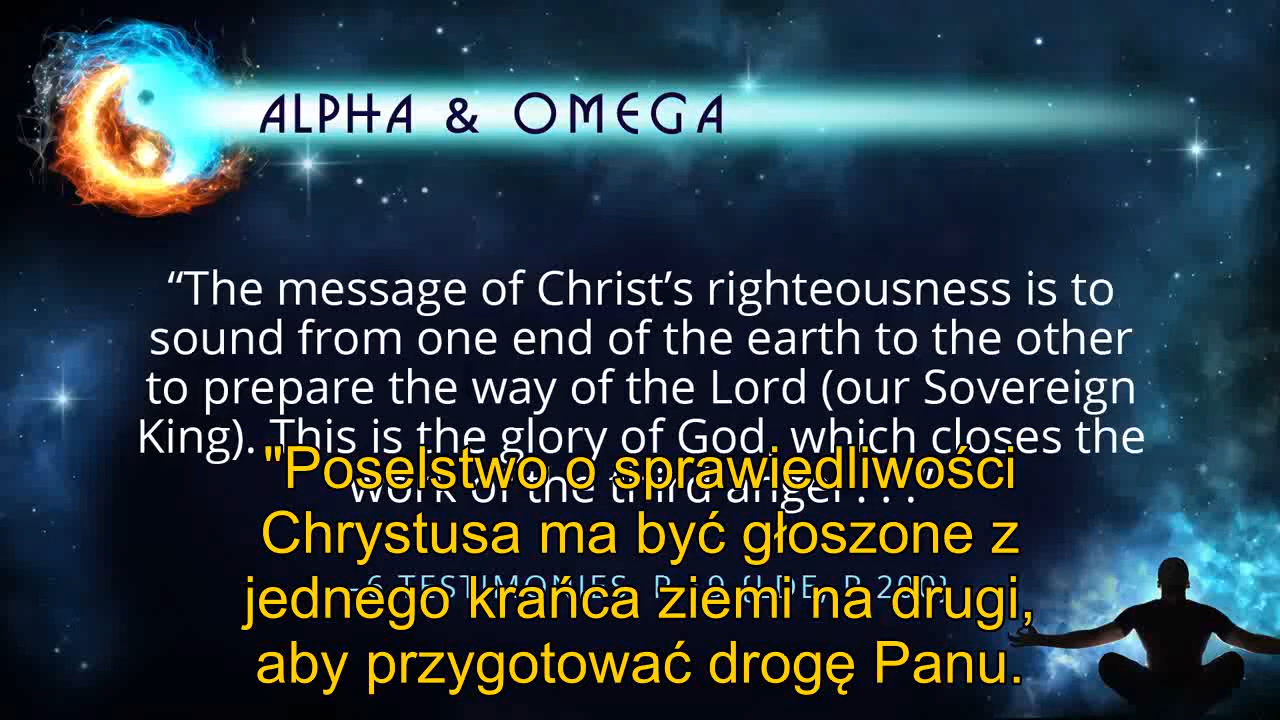 ALPHA & OMEGA
“The message of Christ’s righteousness is to
sound from one end of the earth to the other
to prepare the way of the Lord (our Sovereign
King). This is the glory of God, which closes the
work of the third angel . . .”
"Poselstwo o sprawiedliwości
Chrystusa ma być głoszone z
–6 TESTIMONIES, P. 19 (LDE, P. 200)
jednego krańca ziemi na drugi,
aby przygotować drogę Panu.